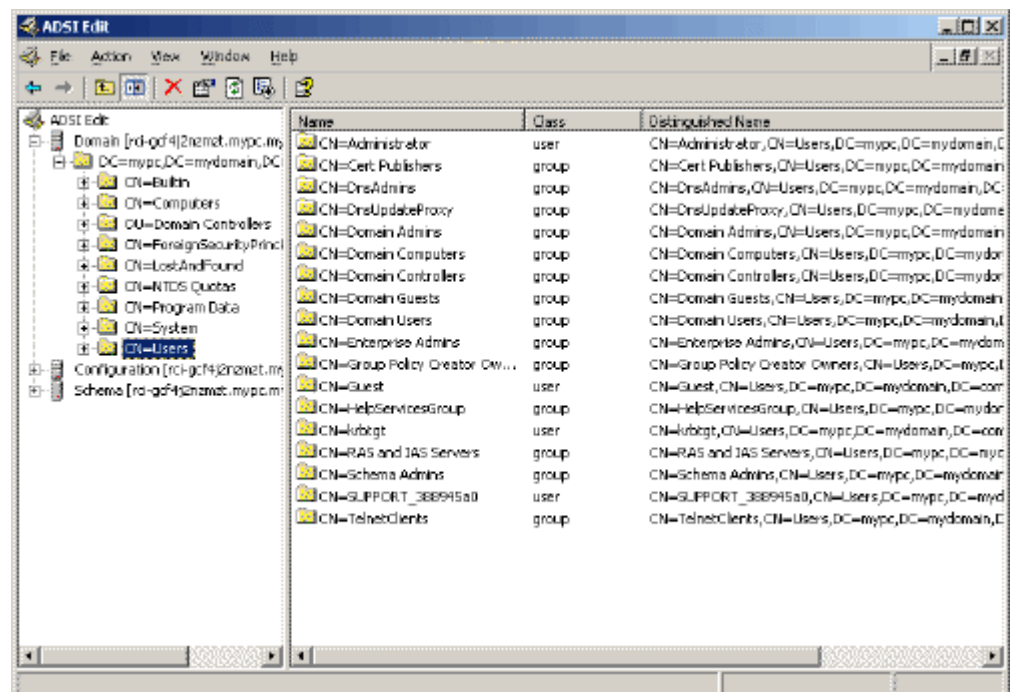 ADSI Edit
File Action View Window Help
ADSI Edit
Domain [rci-gcf4j2nzmzt.mypc.my
DC=mypc,DC=mydomain,DC
CN=Builtin
CN=Computers
OU=Domain Controllers
CN=ForeignSecurityPrinci
CN=LostAndFound
CN=NTDS Quotas
CN=Program Data
CN=System
CN=Users
Configuration [rci-gcf4j2nzmzt.my
Schema [rci-gcf4j2nzmzt.mypc.m
Name Class Distinguished Name
CN=Administrator user CN=Administrator,CN=Users,DC=mypc,DC=mydomain,D
CN=Cert Publishers group CN=Cert Publishers,CN=Users,DC=mypc,DC=mydomain
CN=DnsAdmins group CN=DnsAdmins,CN=Users,DC=mypc,DC=mydomain,DC
CN=DnsUpdateProxy group CN=DnsUpdateProxy,CN=Users,DC=mypc,DC=mydoma
CN=Domain Admins group CN=Domain Admins,CN=Users,DC=mypc,DC=mydomain
CN=Domain Computers group CN=Domain Computers,CN=Users,DC=mypc,DC=mydor
CN=Domain Controllers group CN=Domain Controllers,CN=Users,DC=mypc,DC=mydor
CN=Domain Guests group CN=Domain Guests,CN=Users,DC=mypc,DC=mydomain
CN=Domain Users group CN=Domain Users,CN=Users,DC=mypc,DC=mydomain,D
CN=Enterprise Admins group CN=Enterprise Admins,CN=Users,DC=mypc,DC=mydom
CN=Group Policy Creator Ow... group CN=Group Policy Creator Owners,CN=Users,DC=mypc,D
CN=Guest user CN=Guest,CN=Users,DC=mypc,DC=mydomain,DC=com
CN=HelpServicesGroup group CN=HelpServicesGroup,CN=Users,DC=mypc,DC=mydor
CN=krbtgt user CN=krbtgt,CN=Users,DC=mypc,DC=mydomain,DC=com
CN=RAS and IAS Servers group CN=RAS and IAS Servers,CN=Users,DC=mypc,DC=myc
CN=Schema Admins group CN=Schema Admins,CN=Users,DC=mypc,DC=mydomain
CN=SUPPORT_388945a0 user CN=SUPPORT_388945a0,CN=Users,DC=mypc,DC=myd
CN=TelnetClients group CN=TelnetClients,CN=Users,DC=mypc,DC=mydomain,D